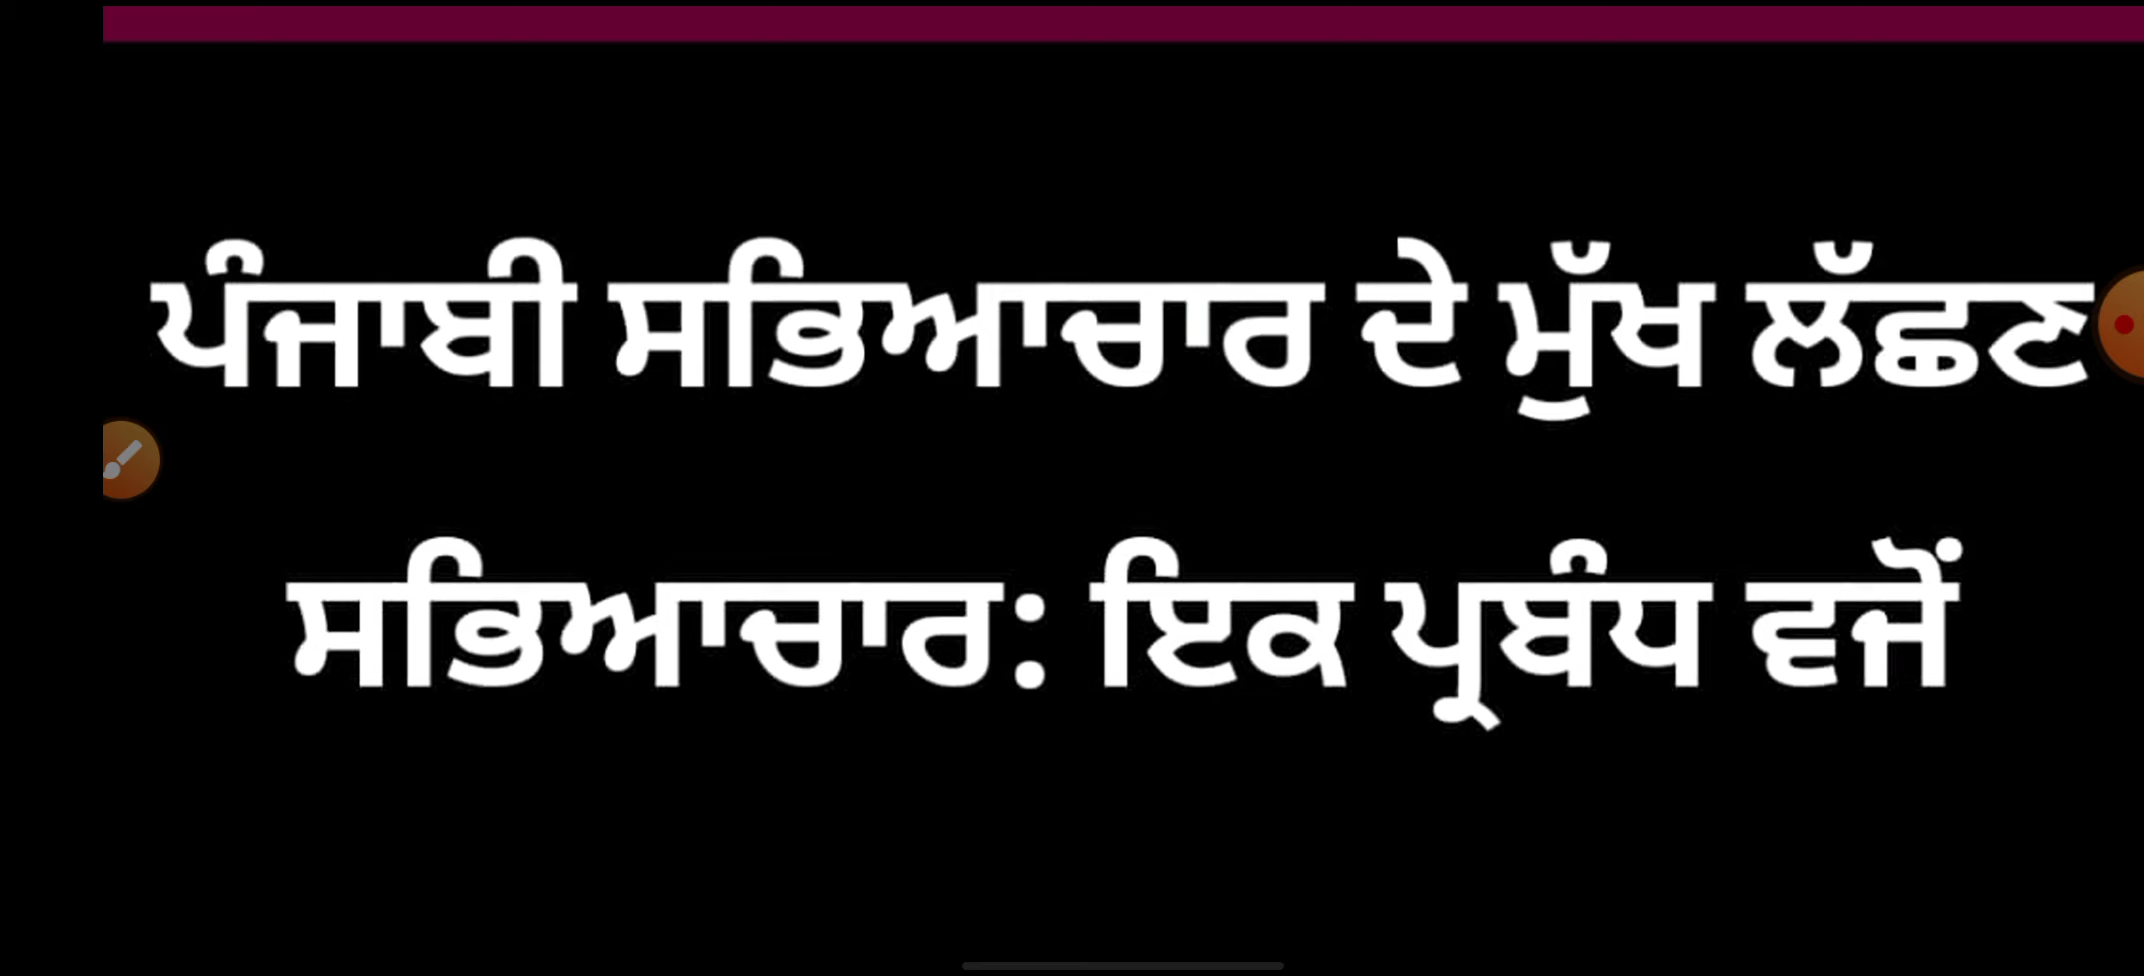 ਪੰਜਾਬੀ ਸਭਿਆਚਾਰ ਦੇ ਮੁੱਖ ਲੱਛਣ
ਸਭਿਆਚਾਰ: ਇਕ ਪ੍ਰਬੰਧ ਵਜੋਂ